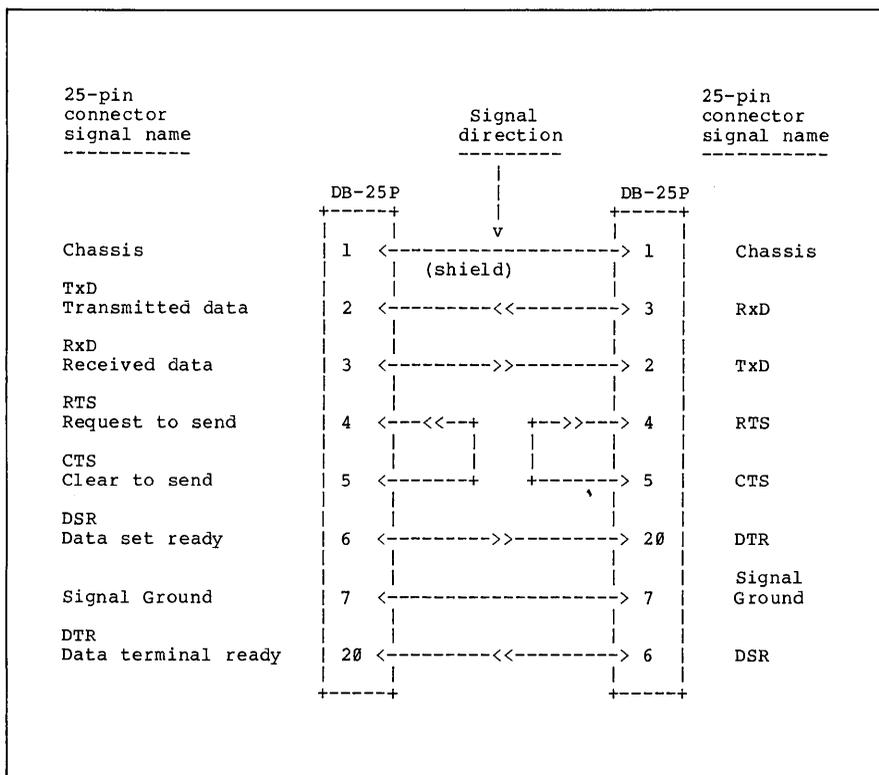 25-pin 25-pin
connector Signal connector
signal name direction signal name
----------- ---------- -----------
|
DB-25P | DB-25P
+-----+ | +-----+
| | v | |
Chassis | 1 <---------------------> 1 | Chassis
(shield)
TxD
Transmitted data | 2 <---------<<----------> 3 | RxD
RxD
Received data | 3 <--------->>----------> 2 | TxD
RTS
Request to send | 4 <---<<--+ +-->>---> 4 | RTS
CTS
Clear to send | 5 <-------+ +-------> 5 | CTS
DSR
Data set ready | 6 <--------->>----------> 20 | DTR
Signal
Signal Ground | 7 <---------------------> 7 | Ground
DTR
Data terminal ready | 20 <---------<<----------> 6 | DSR
+-----+ +-----+